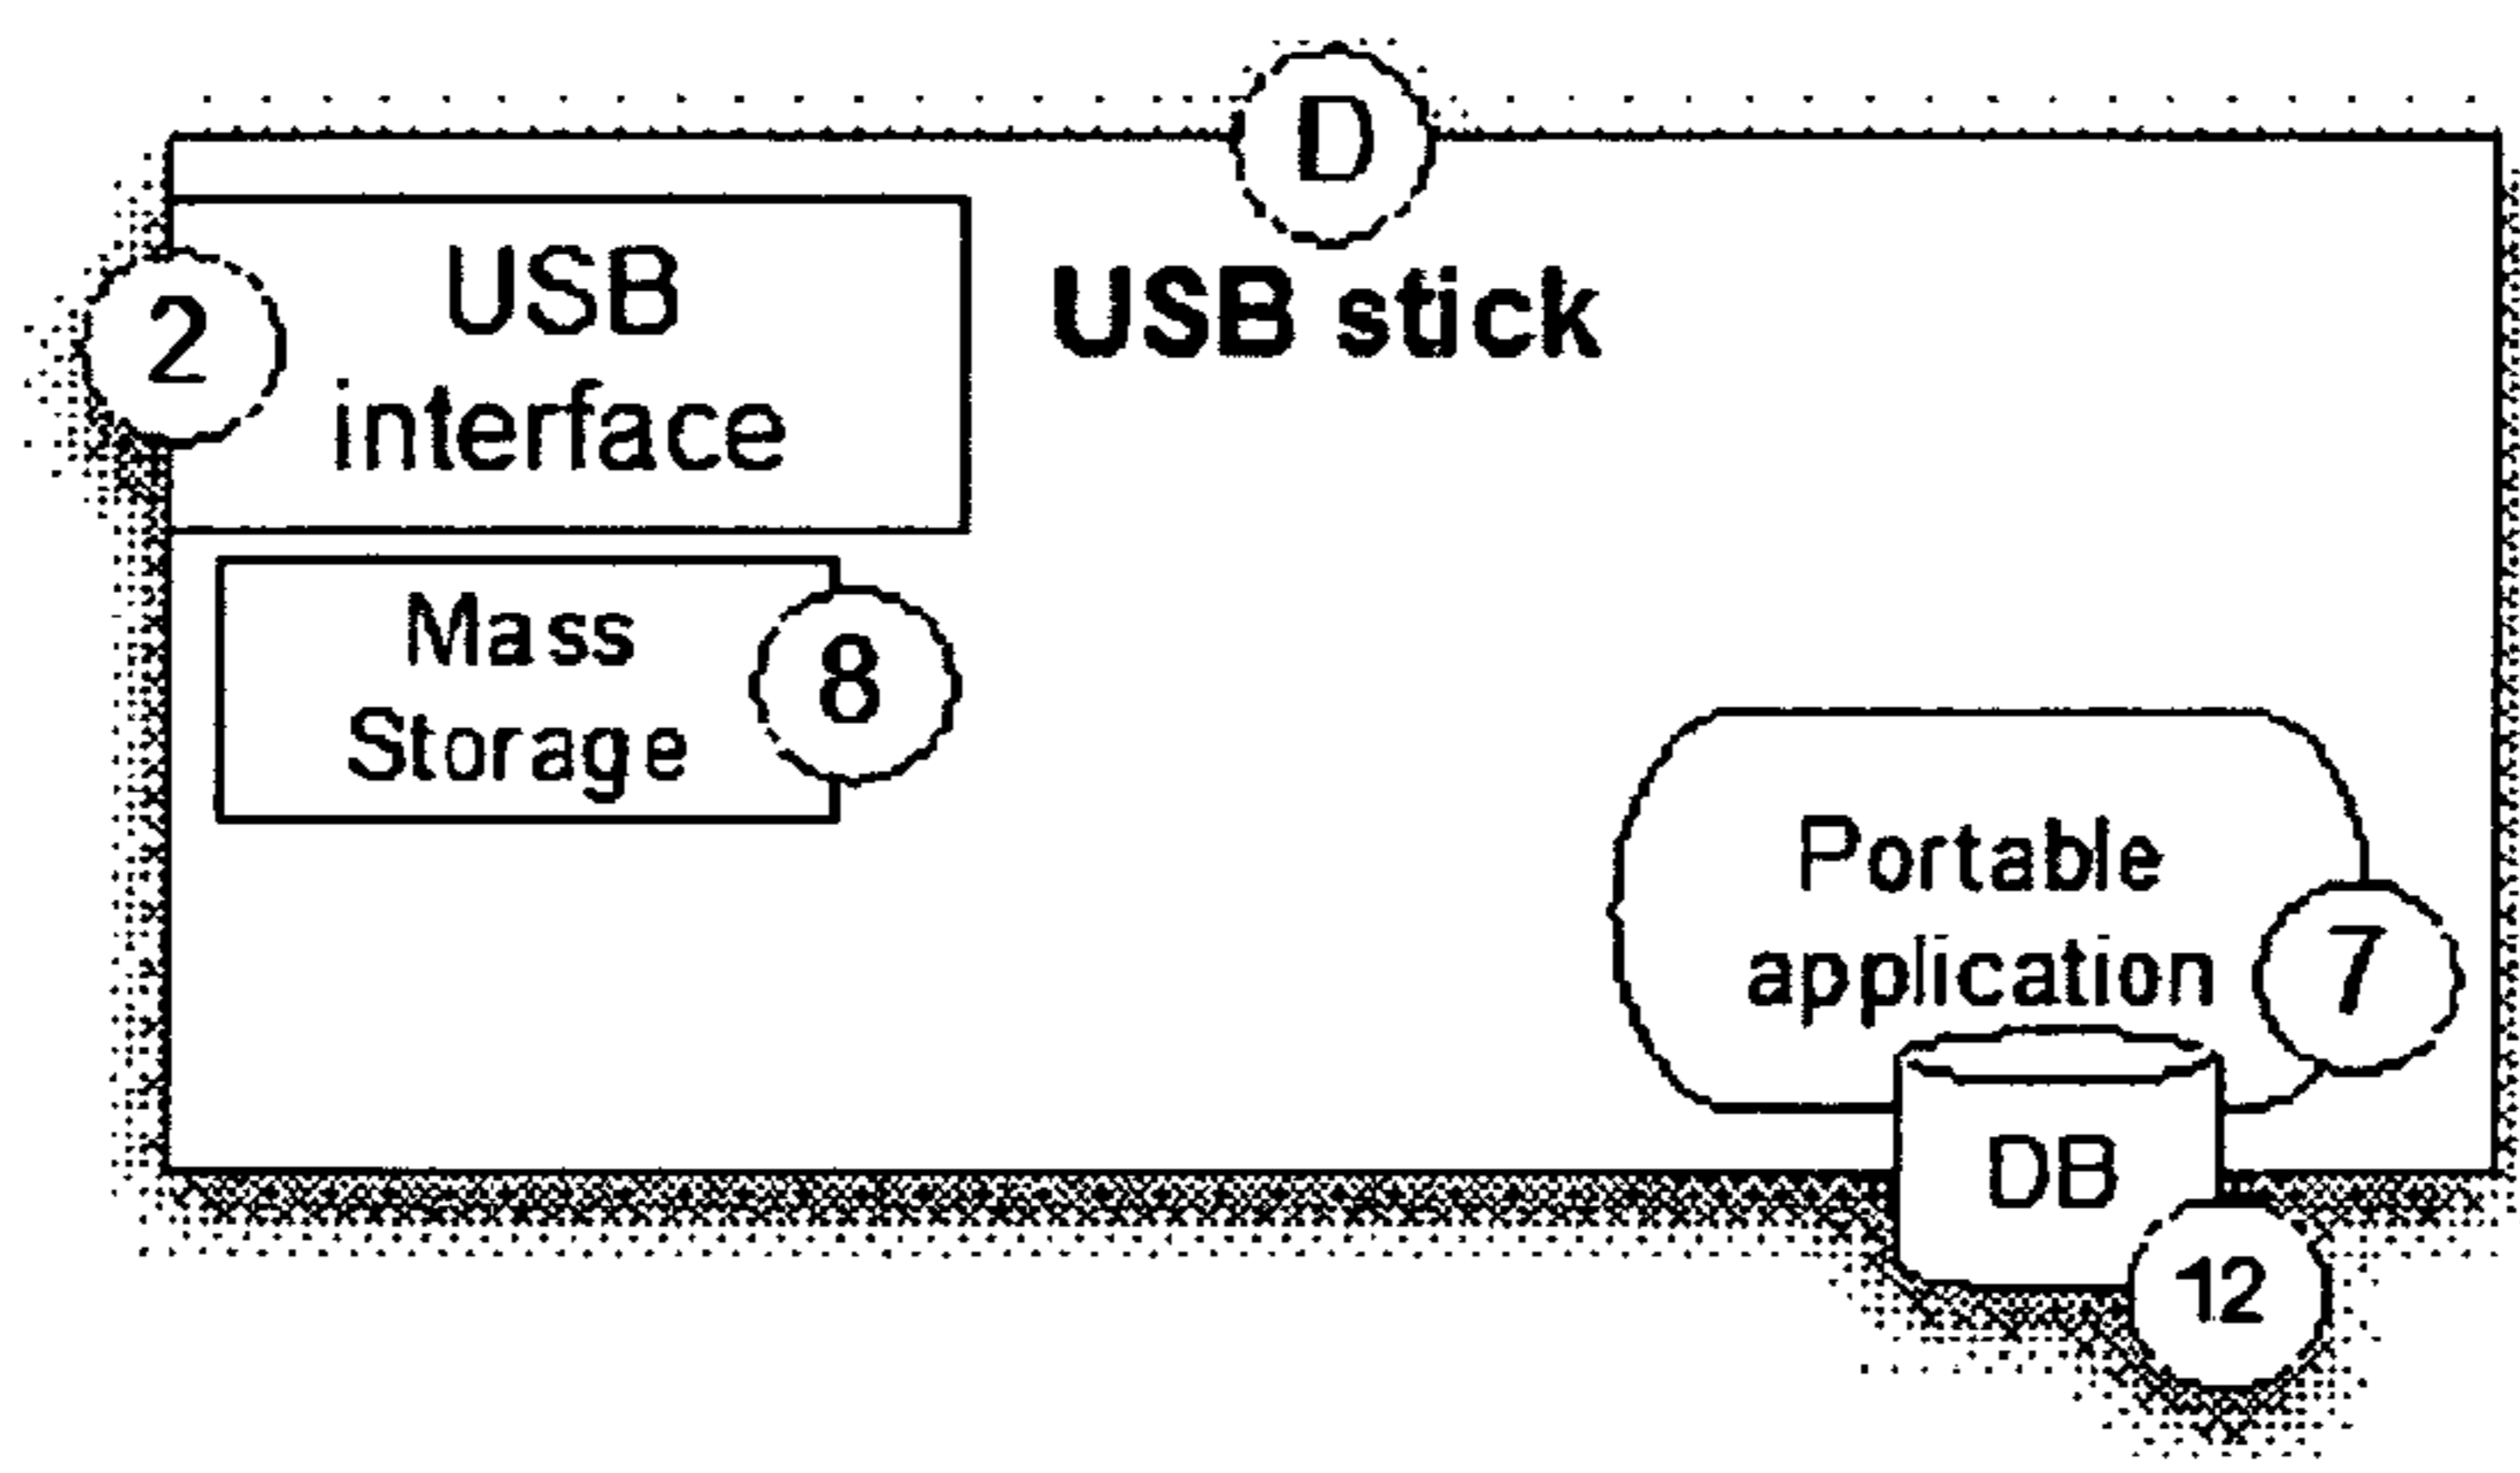 D
USB stick
2
USB
interface
Mass
Storage
8
Portable
application
7
DB
12